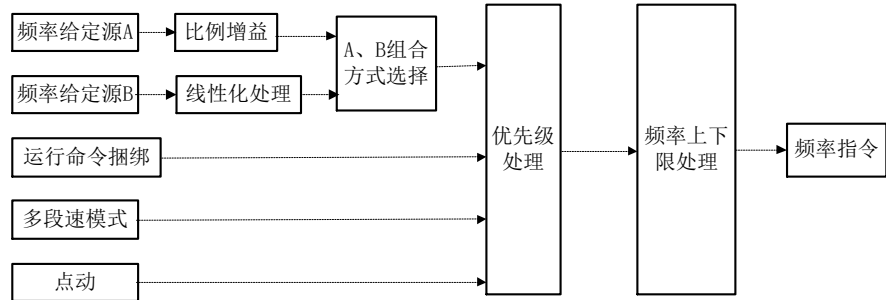 频率给定源A
比例增益
A、B组合
方式选择
频率给定源B
线性化处理
运行命令捆绑
多段速模式
点动
优先级
处理
频率上下
限处理
频率指令